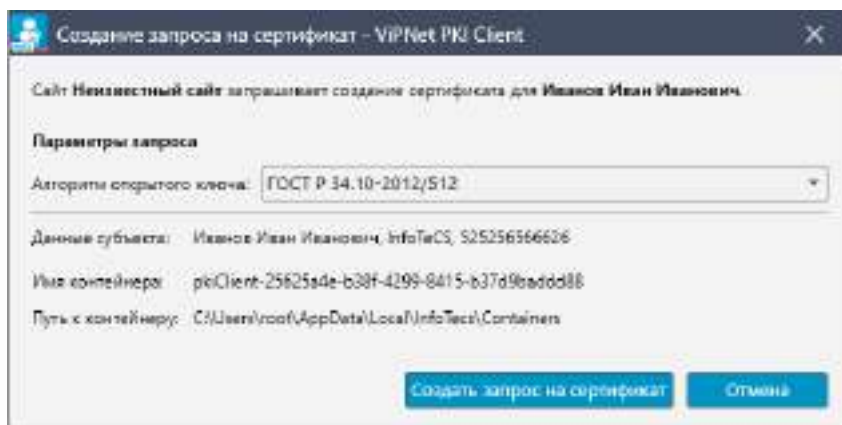 Создание запроса на сертификат – ViPNet PKI Client
Сайт Неизвестный сайт запрашивает создание сертификата для Иванов Иван Иванович.
Параметры запроса
Алгоритм открытого ключа: ГОСТ Р 34.10-2012/512
Данные субъекта: Иванов Иван Иванович, InfoTeCS, 525256566626
Имя контейнера: pkiClient-25625a4e-b38f-4299-8415-b37d9baddd88
Путь к контейнеру: C:\Users\root\AppData\Local\InfoTecs\Containers
Создать запрос на сертификат Отмена